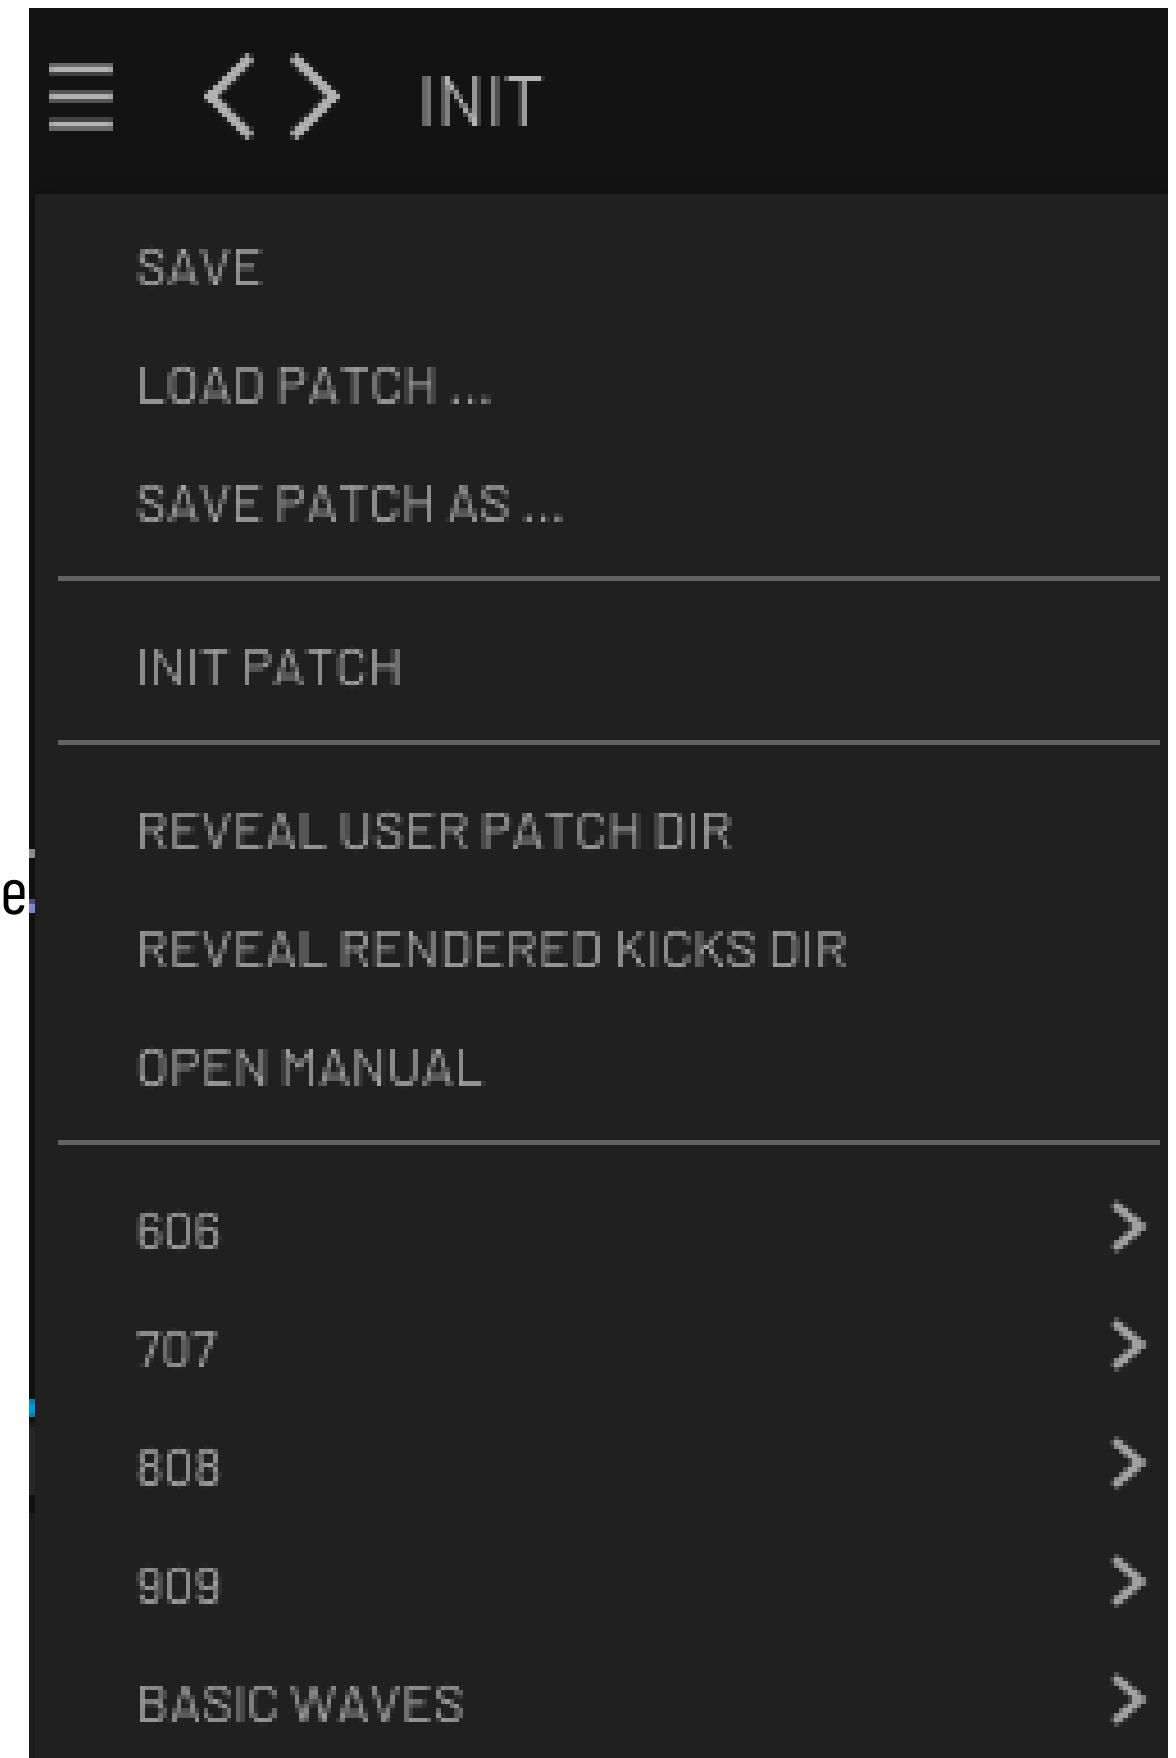 INIT
SAVE
LOAD PATCH ...
SAVE PATCH AS ...
INIT PATCH
REVEAL USER PATCH DIR
e
REVEAL RENDERED KICKS DIR
OPEN MANUAL
606
707
808
909
BASIC WAVES